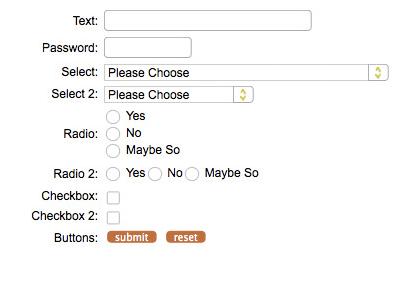 Text:
Password:
Select: Please Choose
Select 2: Please Choose
Yes
Radio: No
Maybe So
Radio 2: Yes No Maybe So
Checkbox:
Checkbox 2:
Buttons: submit reset